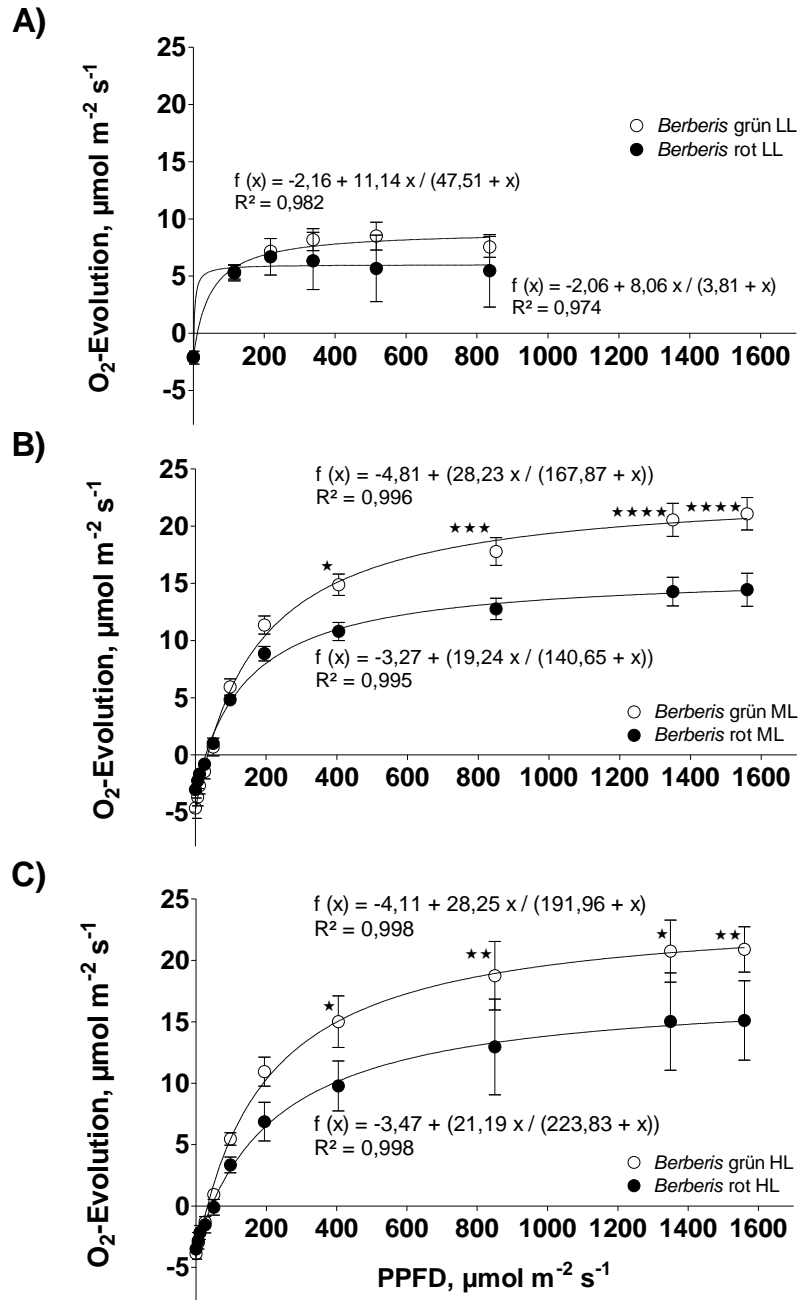 A)
25
20
15
10
5
0
-5
O₂-Evolution, µmol m⁻² s⁻¹
Berberis grün LL
Berberis rot LL
f (x) = -2,16 + 11,14 x / (47,51 + x)
R² = 0,982
f (x) = -2,06 + 8,06 x / (3,81 + x)
R² = 0,974
200 400 600 800 1000 1200 1400 1600
B)
25
20
15
10
5
0
-5
O₂-Evolution, µmol m⁻² s⁻¹
f (x) = -4,81 + (28,23 x / (167,87 + x))
R² = 0,996
★ ★★★ ★★★★ ★★★★
f (x) = -3,27 + (19,24 x / (140,65 + x))
R² = 0,995
Berberis grün ML
Berberis rot ML
200 400 600 800 1000 1200 1400 1600
C)
25
20
15
10
5
0
-5
O₂-Evolution, µmol m⁻² s⁻¹
f (x) = -4,11 + 28,25 x / (191,96 + x)
R² = 0,998
★ ★★ ★ ★★
f (x) = -3,47 + (21,19 x / (223,83 + x))
R² = 0,998
Berberis grün HL
Berberis rot HL
200 400 600 800 1000 1200 1400 1600
PPFD, µmol m⁻² s⁻¹